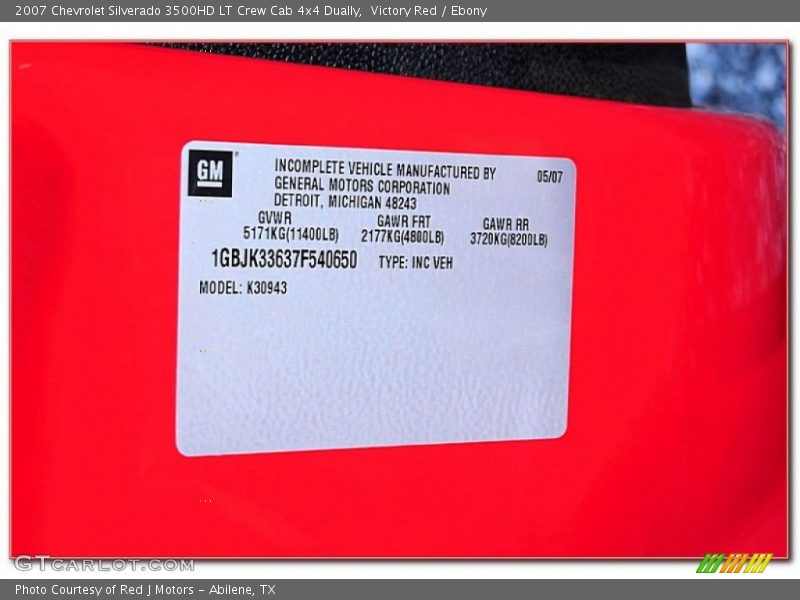 2007 Chevrolet Silverado 3500HD LT Crew Cab 4x4 Dually,  Victory Red / Ebony
GM
INCOMPLETE VEHICLE MANUFACTURED BY 05/07
GENERAL MOTORS CORPORATION
DETROIT, MICHIGAN 48243
GVWR GAWR FRT GAWR RR
5171KG(11400LB) 2177KG(4800LB) 3720KG(8200LB)
1GBJK33637F540650 TYPE: INC VEH
MODEL: K30943
GTCARLOT.COM
Photo Courtesy of Red J Motors - Abilene, TX